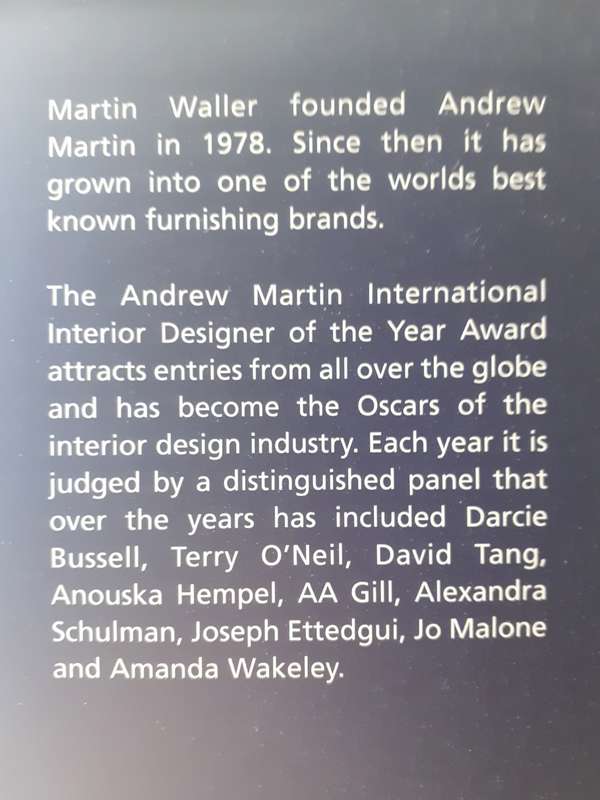 Martin Waller founded Andrew
Martin in 1978. Since then it has
grown into one of the worlds best
known furnishing brands.
The Andrew Martin International
Interior Designer of the Year Award
attracts entries from all over the globe
and has become the Oscars of the
interior design industry. Each year it is
judged by a distinguished panel that
over the years has included Darcie
Bussell, Terry O'Neil, David Tang,
Anouska Hempel, AA Gill, Alexandra
Schulman, Joseph Ettedgui, Jo Malone
and Amanda Wakeley.